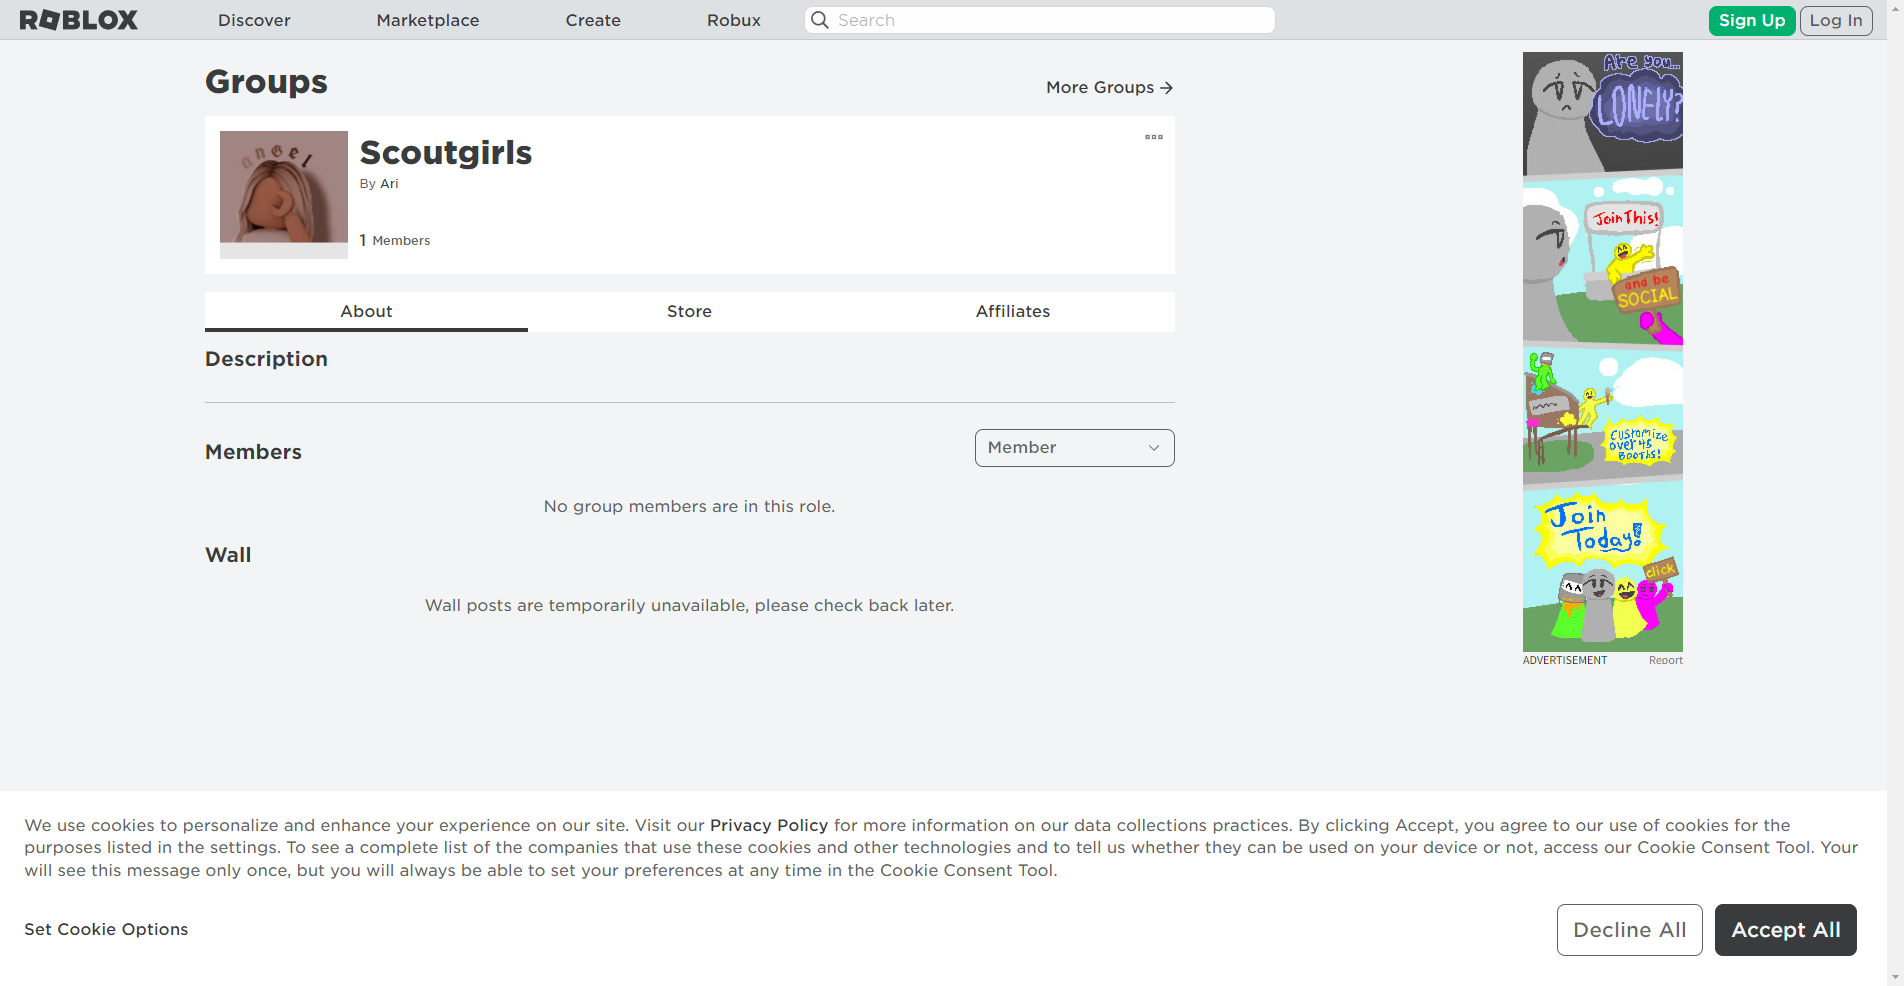 ROBLOX
Discover
Marketplace
Create
Robux
Search
Sign Up
Log In
Groups
More Groups
angel
Scoutgirls
By Ari
1 Members
About
Store
Affiliates
Description
Members
Member
No group members are in this role.
Wall
Wall posts are temporarily unavailable, please check back later.
Are you...
LONELY?
Join This!
and be
SOCIAL
CUSTOMIZE
over 45
BOOTHS!
Join
Today!
click
ADVERTISEMENT
Report
We use cookies to personalize and enhance your experience on our site. Visit our Privacy Policy for more information on our data collections practices. By clicking Accept, you agree to our use of cookies for the
purposes listed in the settings. To see a complete list of the companies that use these cookies and other technologies and to tell us whether they can be used on your device or not, access our Cookie Consent Tool. Your
will see this message only once, but you will always be able to set your preferences at any time in the Cookie Consent Tool.
Set Cookie Options
Decline All
Accept All